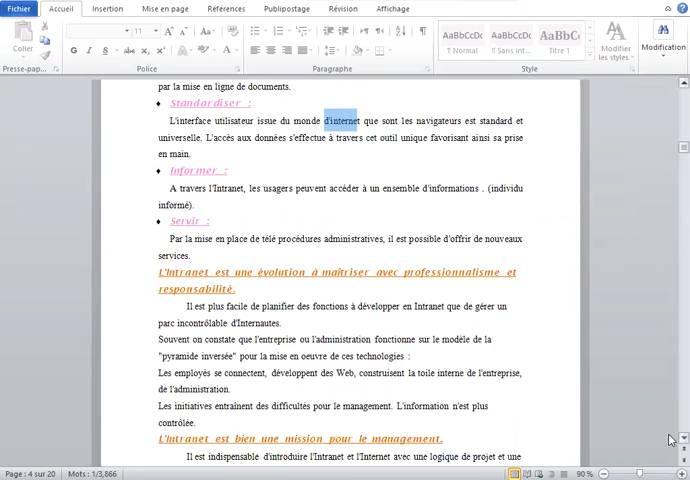 Fichier Accueil Insertion Mise en page Références Publipostage Révision Affichage
Coller
Modifier les styles
Modification
AaBbCcDc AaBbCcDc AaBbCc
¶ Normal ¶ Sans int... Titre 1
Presse-pap... Police Paragraphe Style
par la mise en ligne de documents.
♦ Standardiser :
L'interface utilisateur issue du monde d'internet que sont les navigateurs est standard et
universelle. L'accès aux données s'effectue à travers cet outil unique favorisant ainsi sa prise
en main.
♦ Informer :
A travers l'Intranet, les usagers peuvent accéder à un ensemble d'informations . (individu
informé).
♦ Servir :
Par la mise en place de télé procédures administratives, il est possible d'offrir de nouveaux
services.
L'Intranet est une évolution à maîtriser avec professionnalisme et
responsabilité.
Il est plus facile de planifier des fonctions à développer en Intranet que de gérer un
parc incontrôlable d'Internautes.
Souvent on constate que l'entreprise ou l'administration fonctionne sur le modèle de la
"pyramide inversée" pour la mise en oeuvre de ces technologies :
Les employés se connectent, développent des Web, construisent la toile interne de l'entreprise,
de l'administration.
Les initiatives entraînent des difficultés pour le management. L'information n'est plus
contrôlée.
L'Intranet est bien une mission pour le management.
Il est indispensable d'introduire l'Intranet et l'Internet avec une logique de projet et une
Page : 4 sur 20 Mots : 1/3,866 90 %